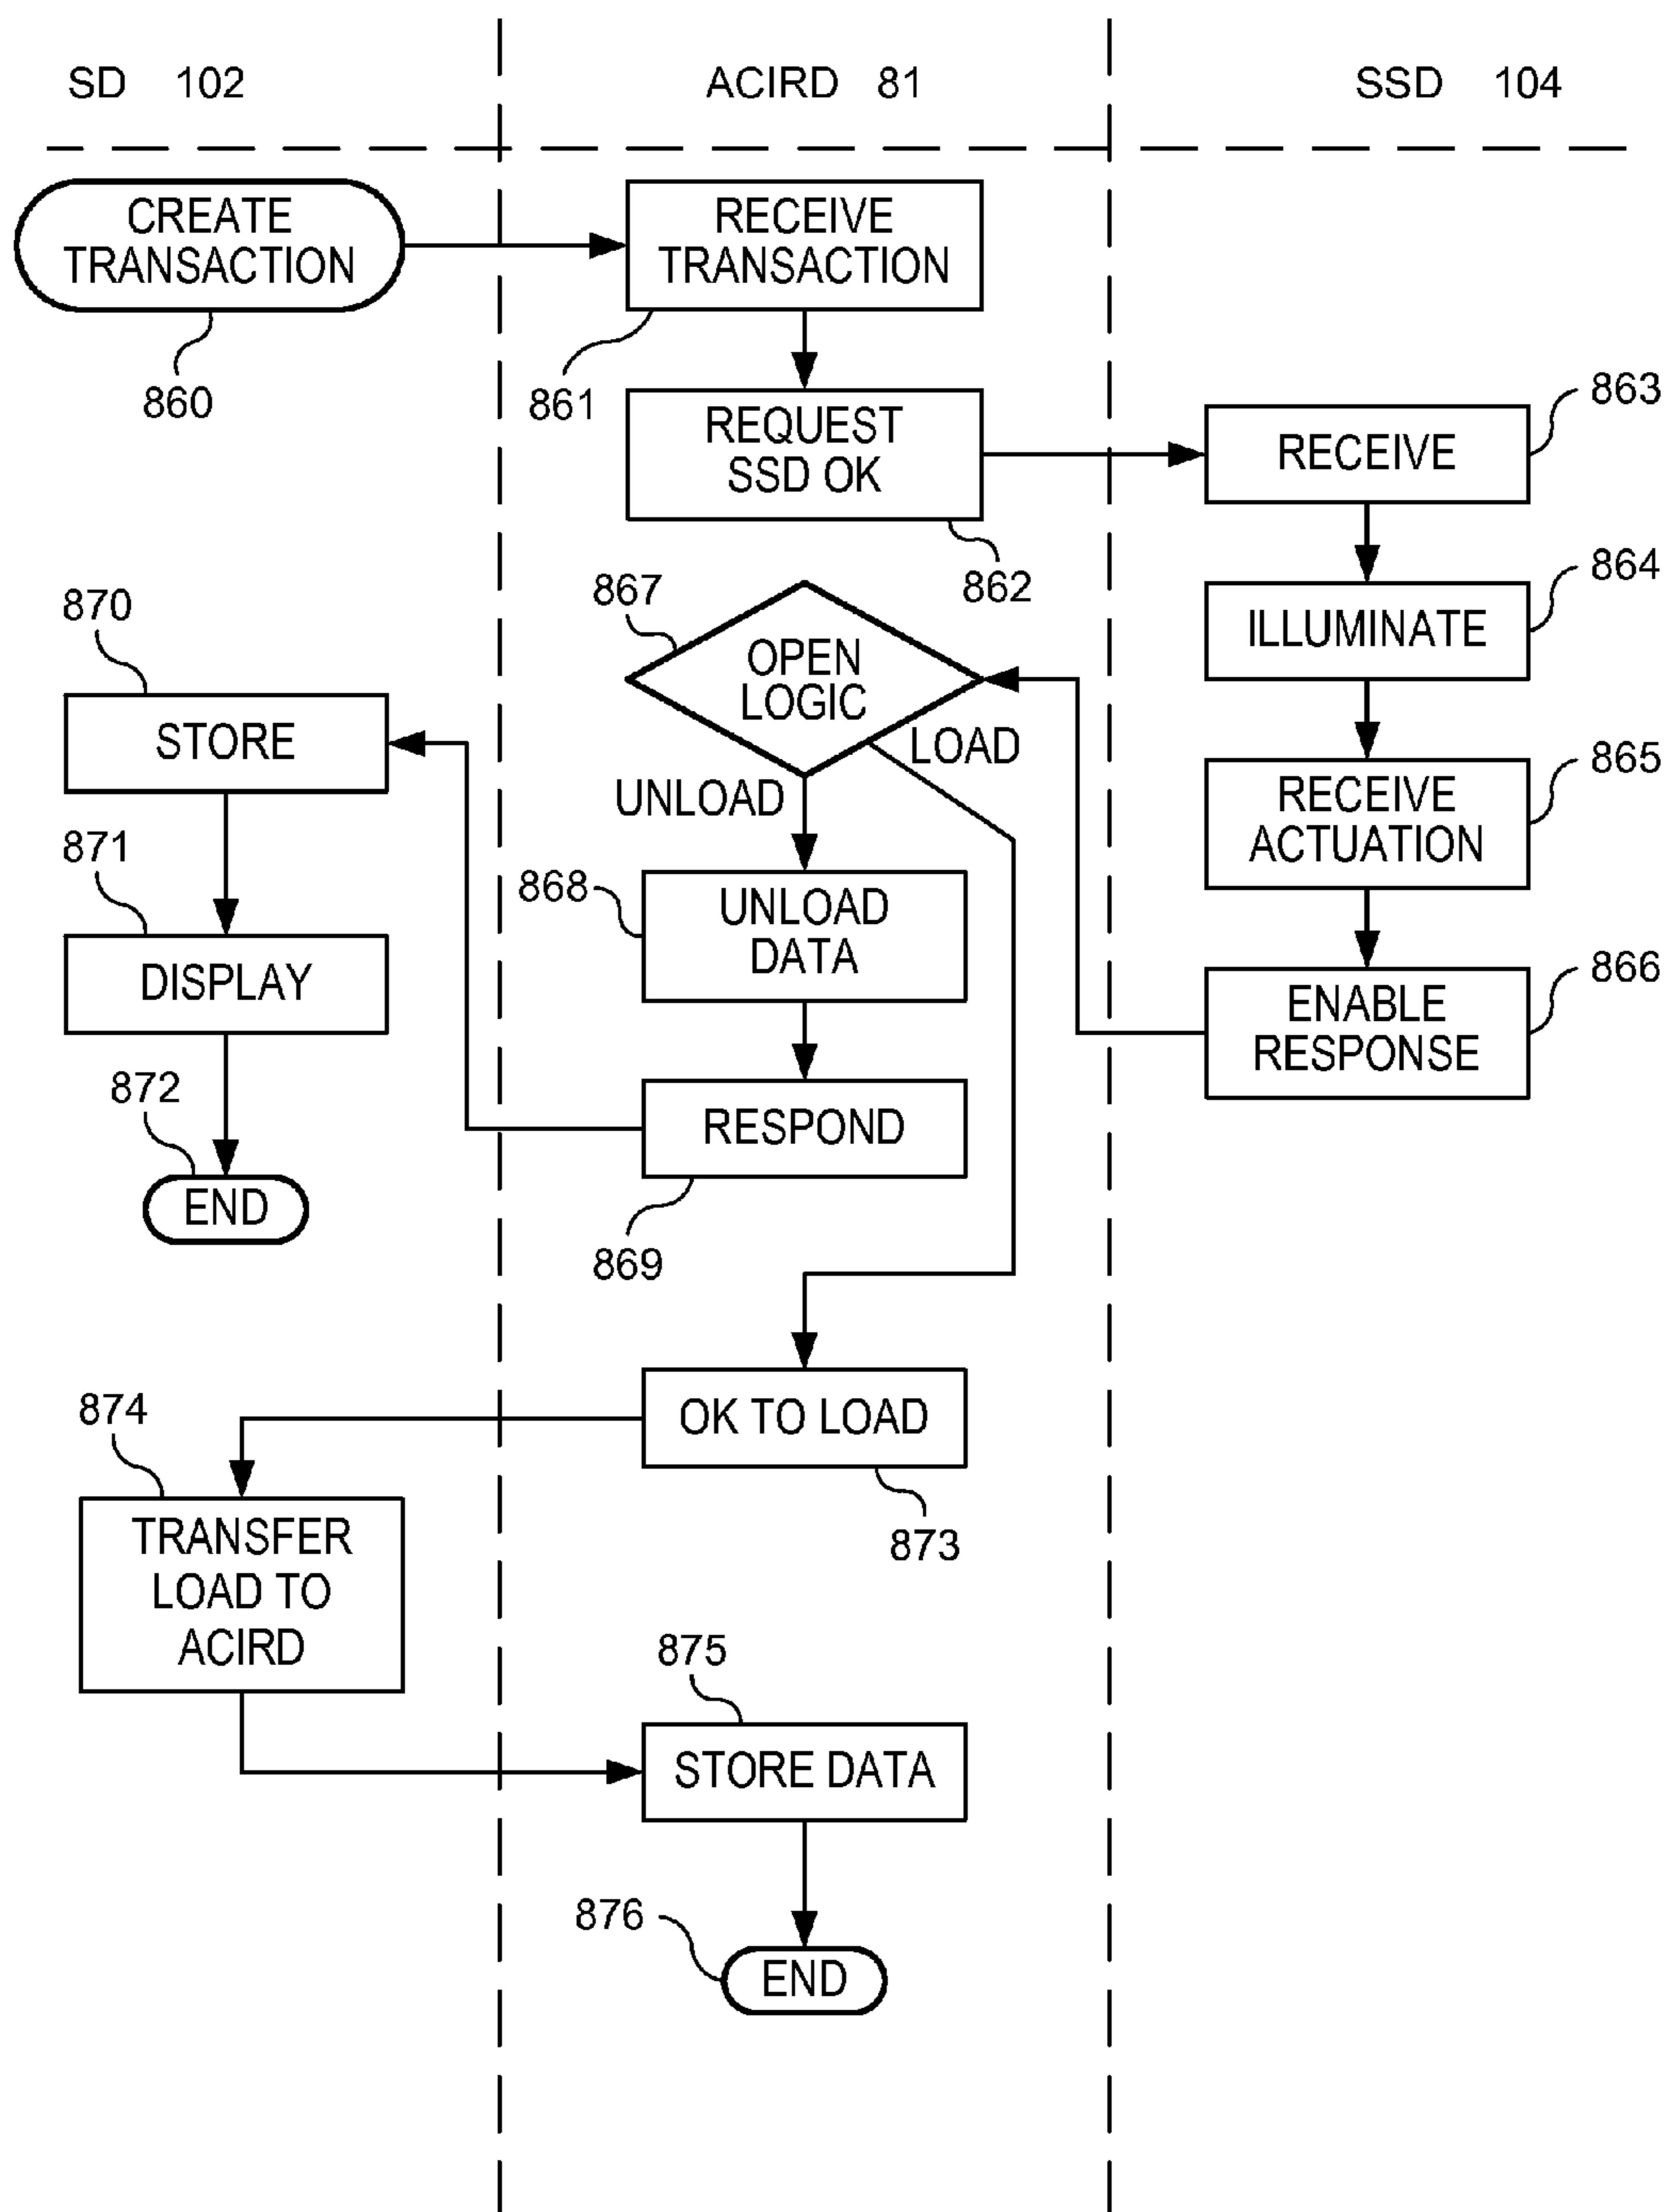 SD 102
ACIRD 81
SSD 104
CREATE
TRANSACTION
860
RECEIVE
TRANSACTION
861
REQUEST
SSD OK
862
RECEIVE
863
ILLUMINATE
864
RECEIVE
ACTUATION
865
ENABLE
RESPONSE
866
867
OPEN
LOGIC
LOAD
UNLOAD
868
UNLOAD
DATA
RESPOND
869
870
STORE
871
DISPLAY
872
END
OK TO LOAD
873
874
TRANSFER
LOAD TO
ACIRD
875
STORE DATA
876
END